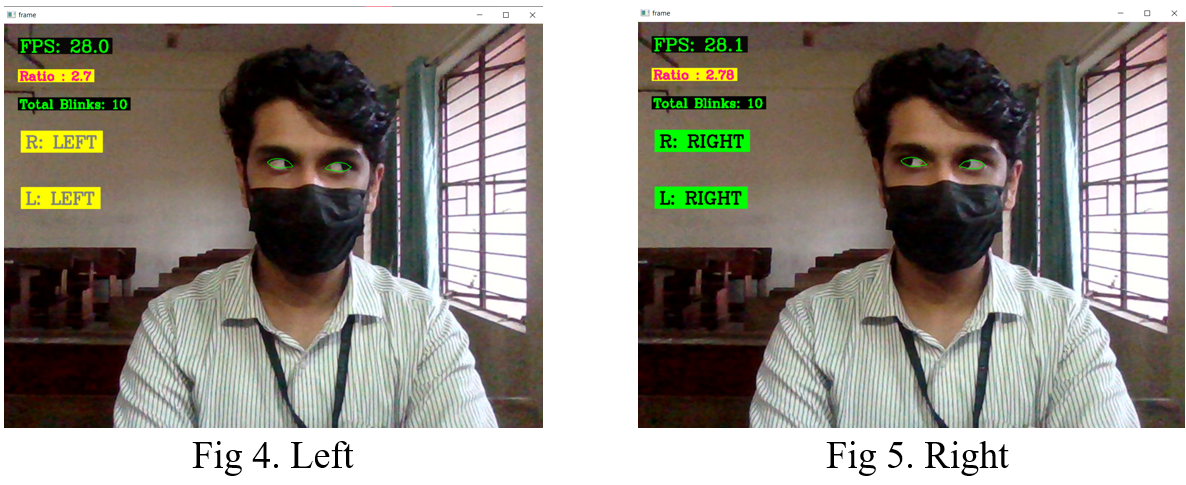 frame
FPS: 28.0
Ratio : 2.7
Total Blinks: 10
R: LEFT
L: LEFT
Fig 4. Left
frame
FPS: 28.1
Ratio : 2.78
Total Blinks: 10
R: RIGHT
L: RIGHT
Fig 5. Right